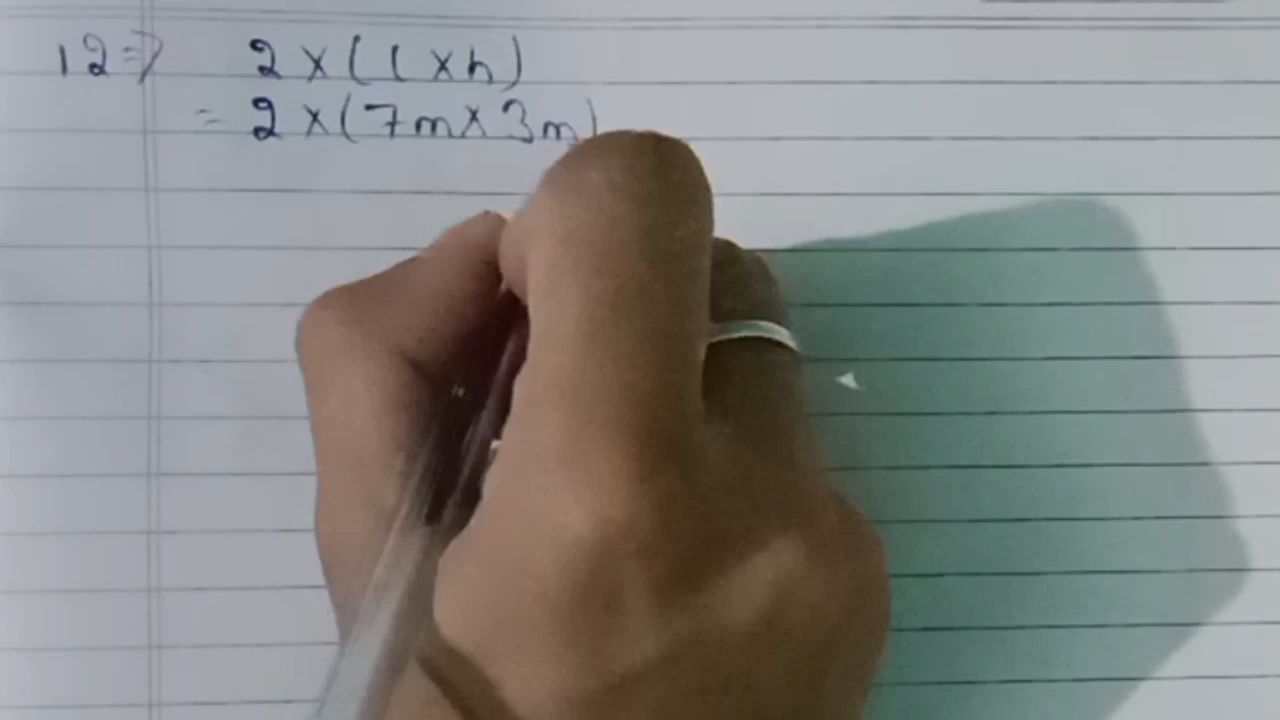 12 ⇒ 2 × (l × h)
= 2 × (7m × 3m)